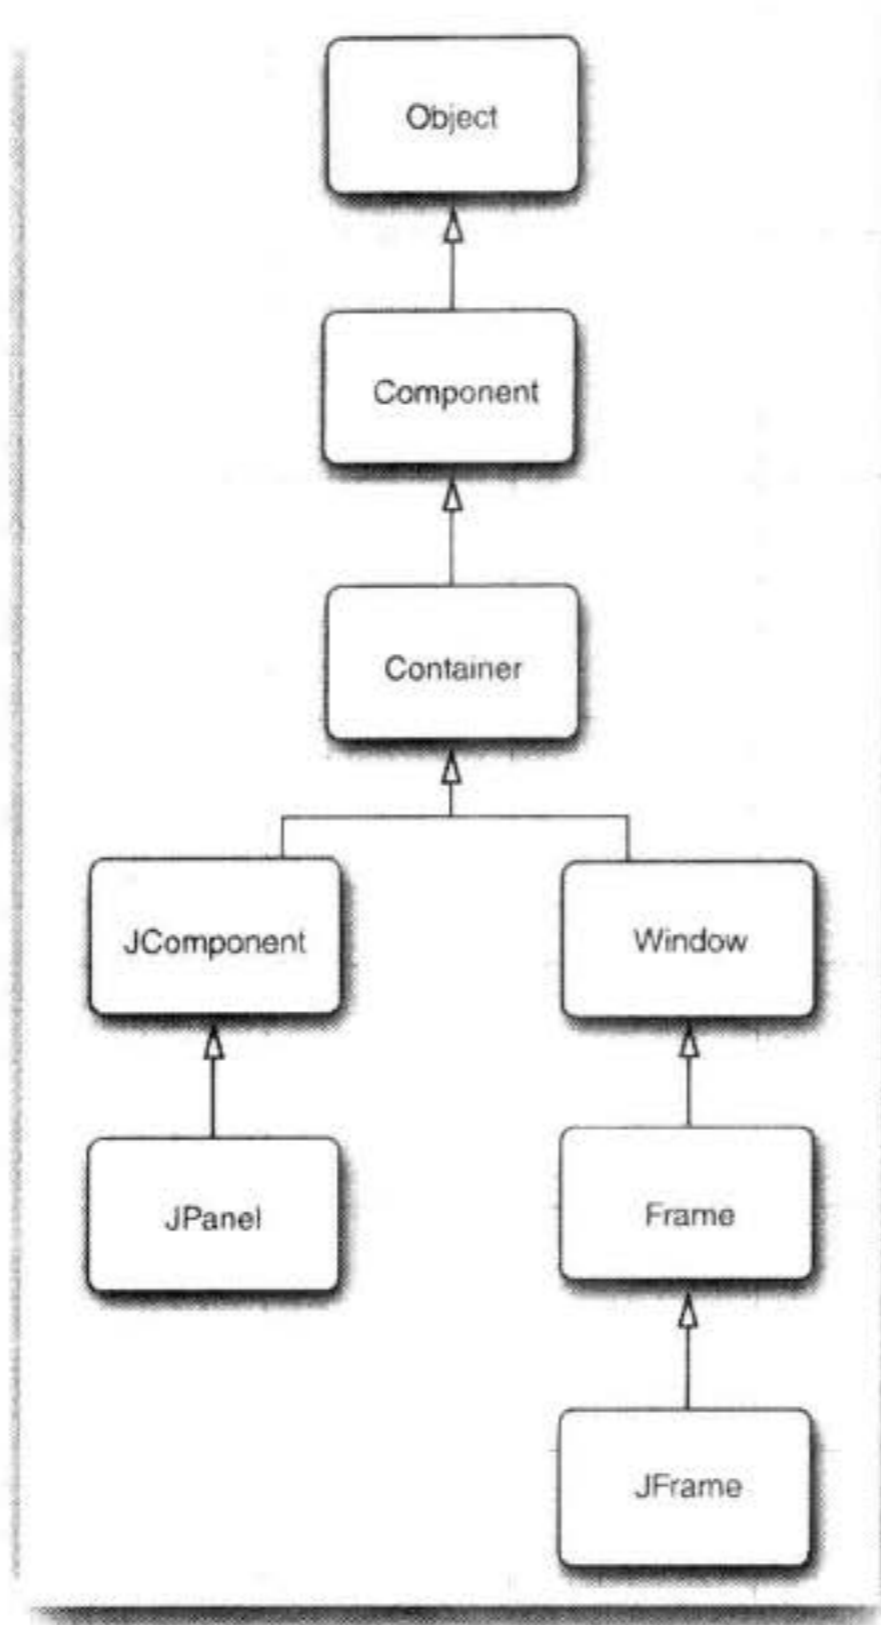 Object
Component
Container
JComponent
Window
JPanel
Frame
JFrame